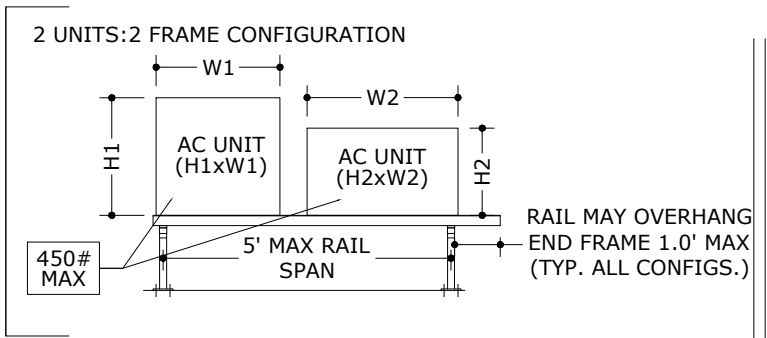 2 UNITS:2 FRAME CONFIGURATION
W1
W2
H1
AC UNIT
(H1xW1)
AC UNIT
(H2xW2)
H2
450#
MAX
5' MAX RAIL
SPAN
RAIL MAY OVERHANG
END FRAME 1.0' MAX
(TYP. ALL CONFIGS.)